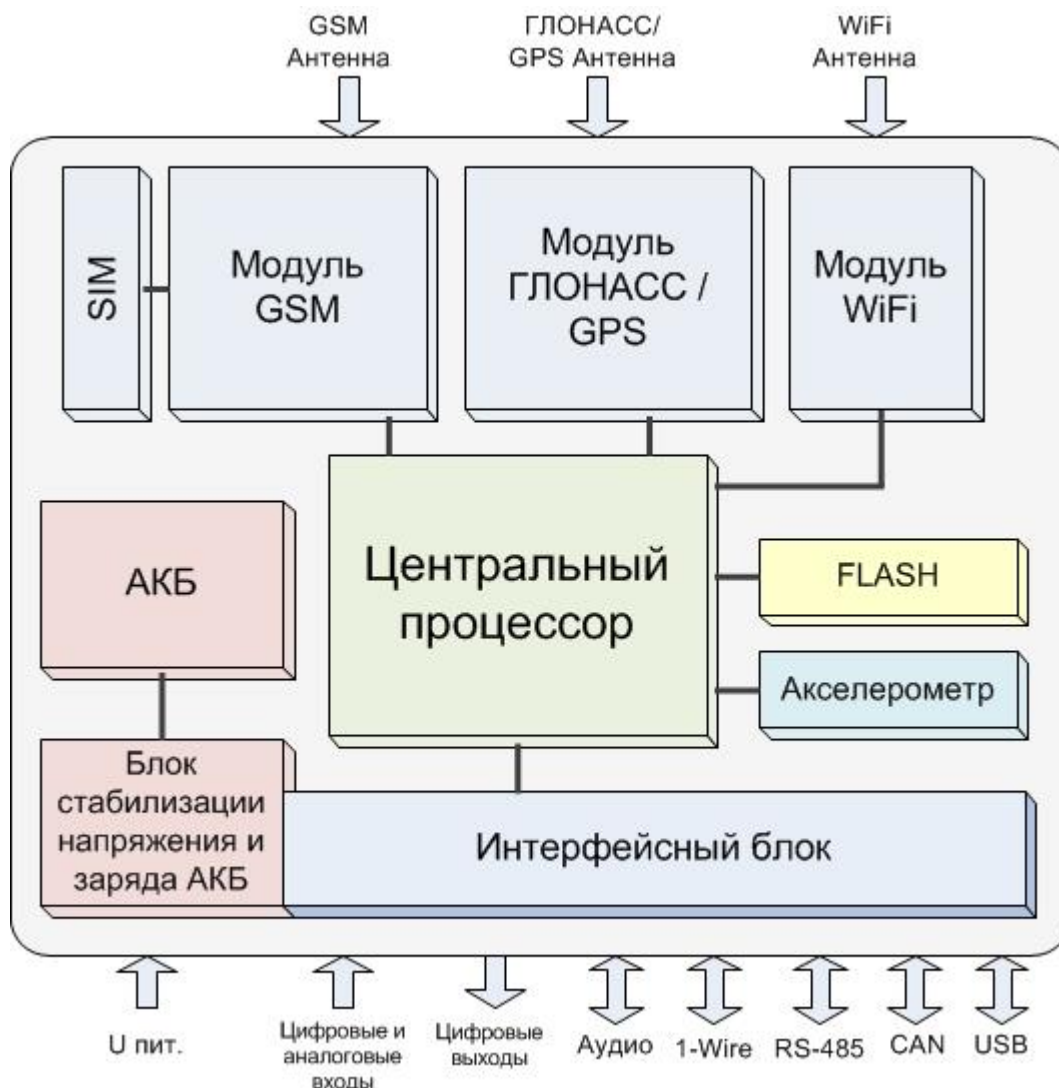 GSM
Антенна
ГЛОНАСС/
GPS Антенна
WiFi
Антенна
SIM
Модуль
GSM
Модуль
ГЛОНАСС /
GPS
Модуль
WiFi
АКБ
Центральный
процессор
FLASH
Акселерометр
Блок
стабилизации
напряжения и
заряда АКБ
Интерфейсный блок
U пит.
Цифровые и
аналоговые
входы
Цифровые
выходы
Аудио
1-Wire
RS-485
CAN
USB